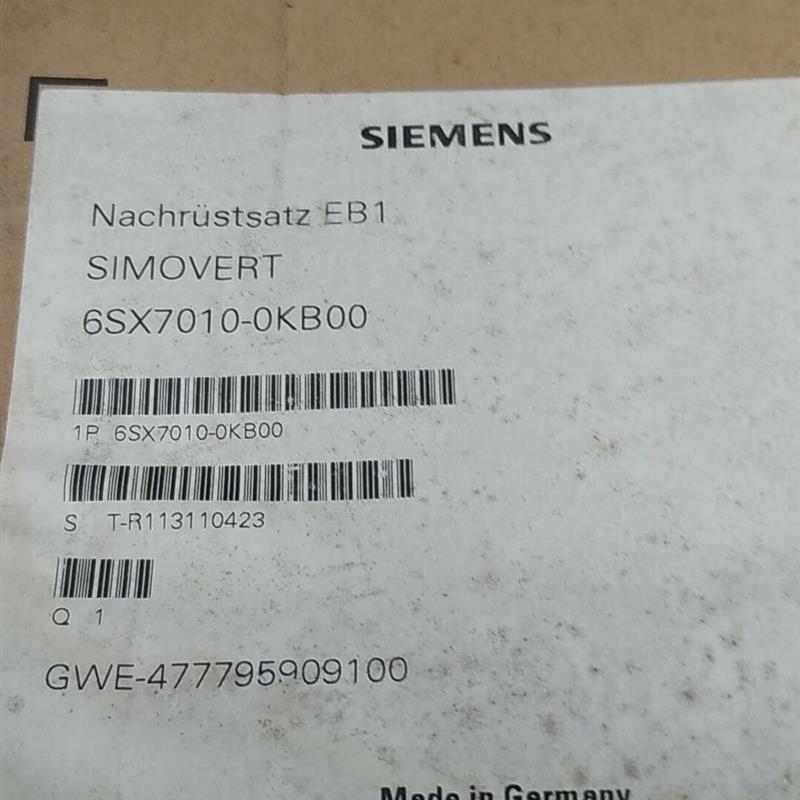 SIEMENS
Nachrüstsatz EB1
SIMOVERT
6SX7010-0KB00
1P 6SX7010-0KB00
S T-R113110423
Q 1
GWE-477795909100
Made in Germany